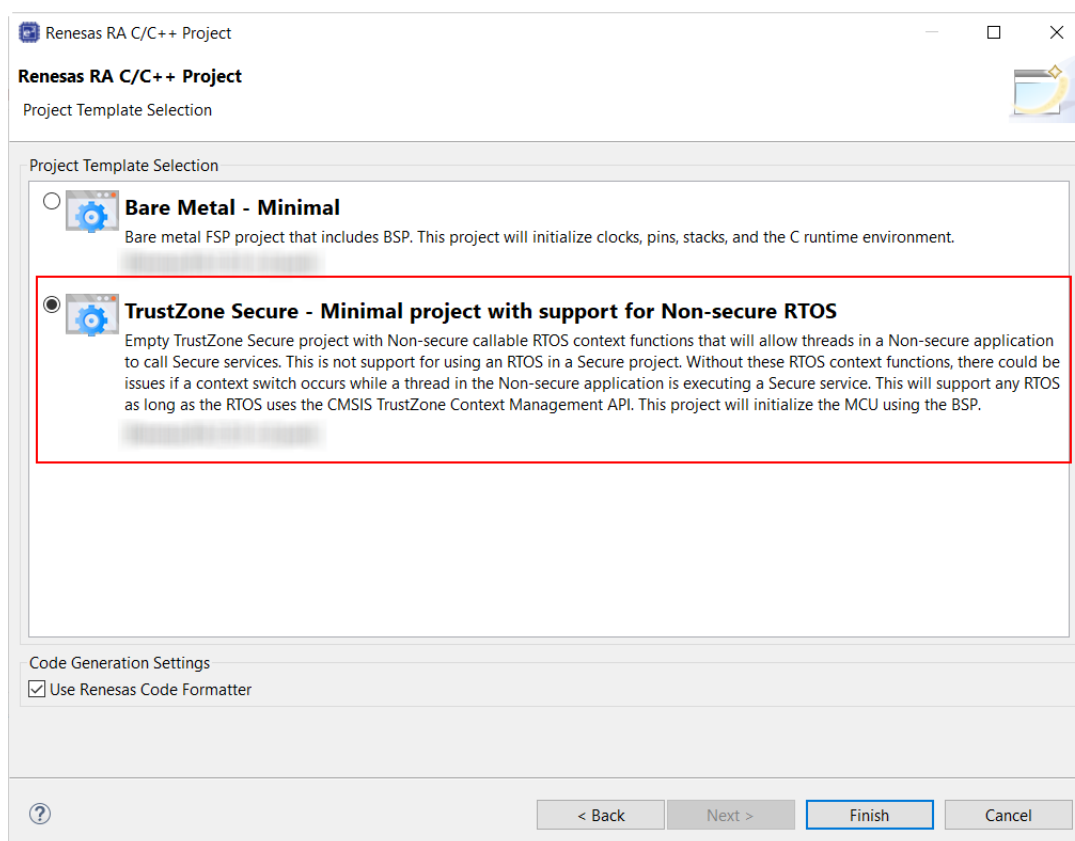 Renesas RA C/C++ Project
Renesas RA C/C++ Project
Project Template Selection
Project Template Selection
Bare Metal - Minimal
Bare metal FSP project that includes BSP. This project will initialize clocks, pins, stacks, and the C runtime environment.
TrustZone Secure - Minimal project with support for Non-secure RTOS
Empty TrustZone Secure project with Non-secure callable RTOS context functions that will allow threads in a Non-secure application
to call Secure services. This is not support for using an RTOS in a Secure project. Without these RTOS context functions, there could be
issues if a context switch occurs while a thread in the Non-secure application is executing a Secure service. This will support any RTOS
as long as the RTOS uses the CMSIS TrustZone Context Management API. This project will initialize the MCU using the BSP.
Code Generation Settings
Use Renesas Code Formatter
? < Back Next > Finish Cancel